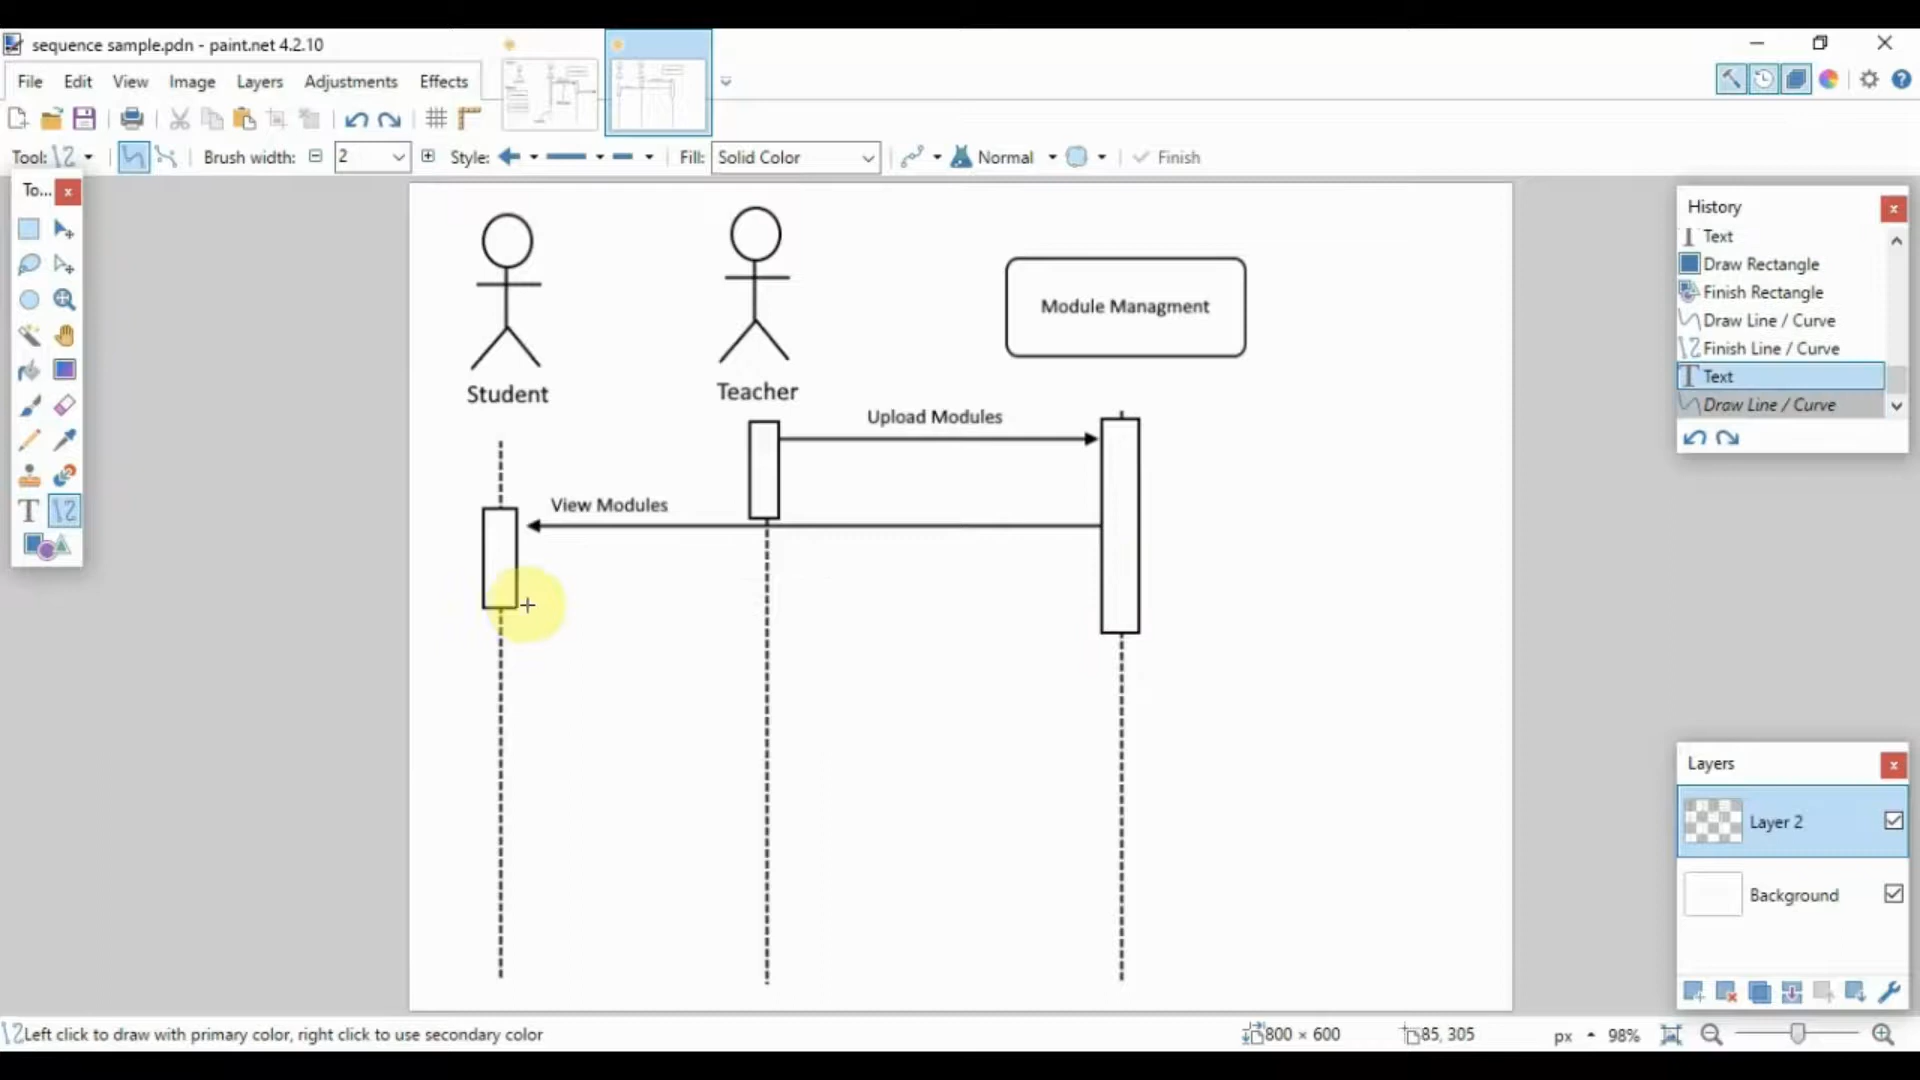 sequence sample.pdn - paint.net 4.2.10
File Edit View Image Layers Adjustments Effects
Tool: Brush width: 2 Style: Fill: Solid Color Normal Finish
To...
T
Student
Teacher
Module Managment
Upload Modules
View Modules
History
Text
Draw Rectangle
Finish Rectangle
Draw Line / Curve
Finish Line / Curve
Text
Draw Line / Curve
Layers
Layer 2
Background
Left click to draw with primary color, right click to use secondary color
800 × 600
85, 305
px
98%